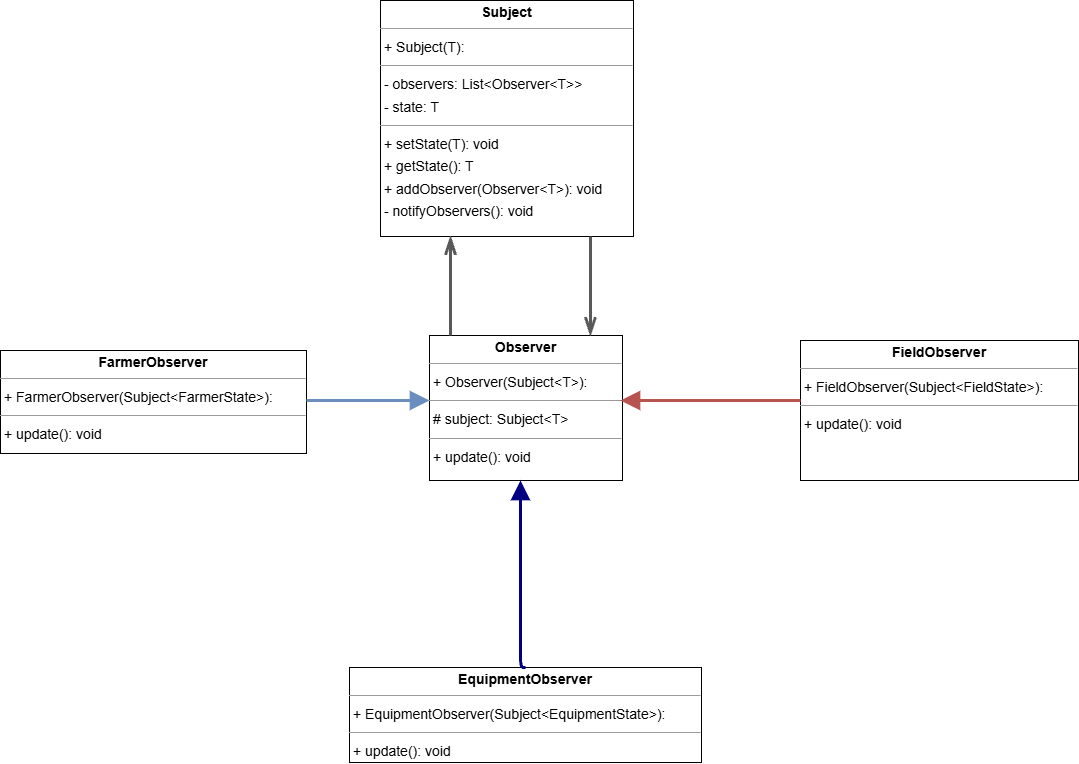 Subject
+ Subject(T):
- observers: List<Observer<T>>
- state: T
+ setState(T): void
+ getState(): T
+ addObserver(Observer<T>): void
- notifyObservers(): void
FarmerObserver
+ FarmerObserver(Subject<FarmerState>):
+ update(): void
Observer
+ Observer(Subject<T>):
# subject: Subject<T>
+ update(): void
FieldObserver
+ FieldObserver(Subject<FieldState>):
+ update(): void
EquipmentObserver
+ EquipmentObserver(Subject<EquipmentState>):
+ update(): void